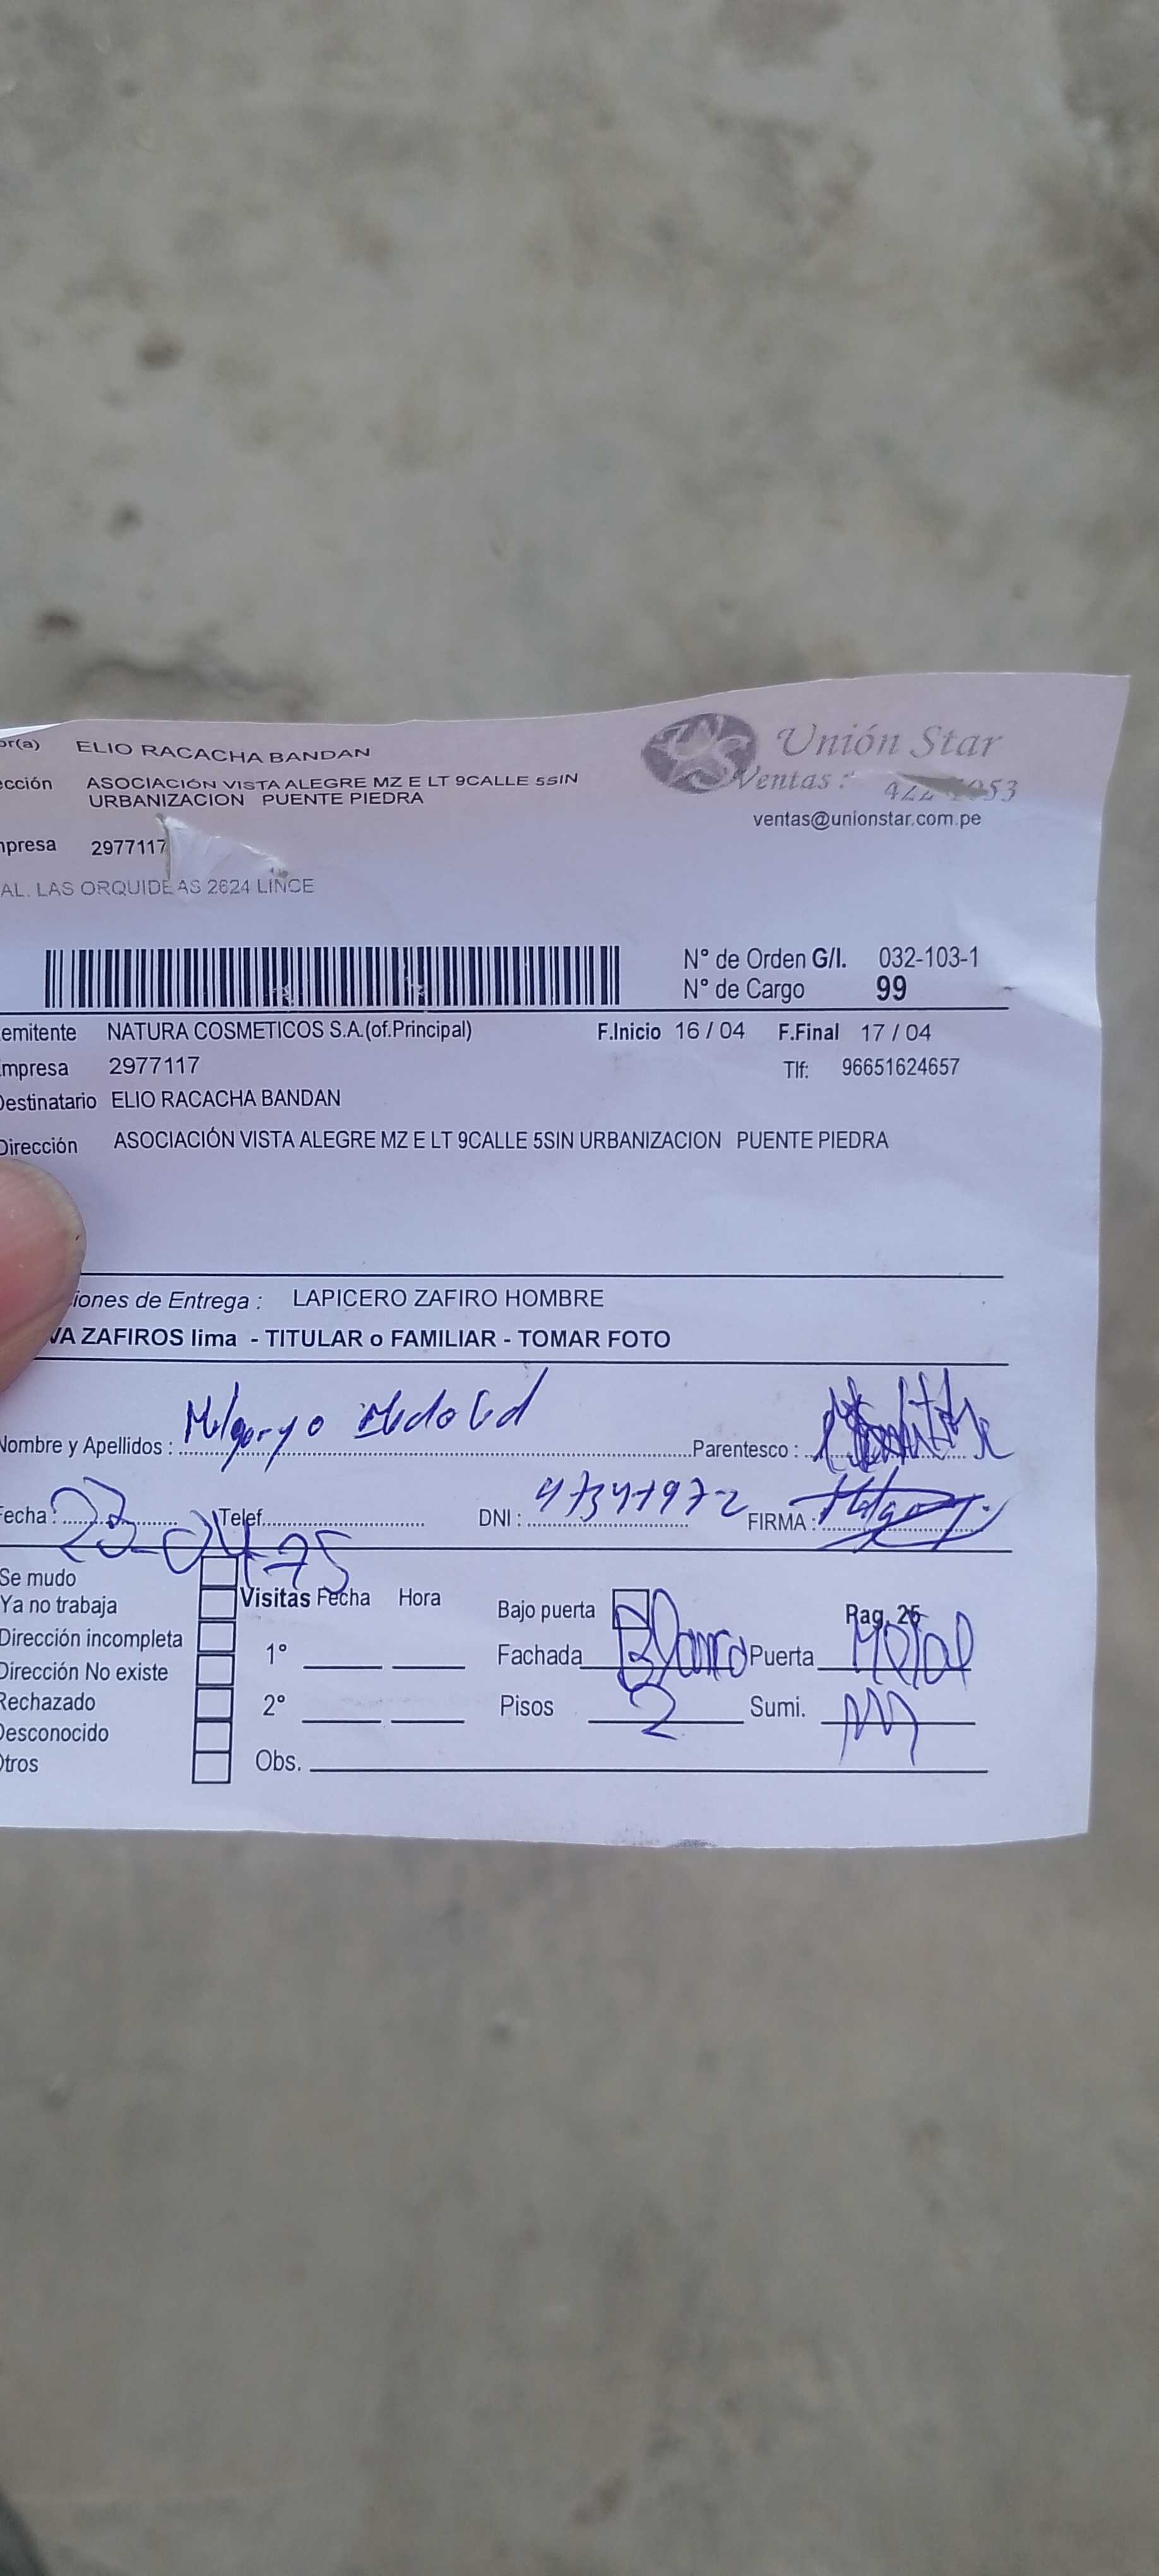 or(a) ELIO RACACHA BANDAN
ección ASOCIACIÓN VISTA ALEGRE MZ E LT 9CALLE 5SIN
URBANIZACION PUENTE PIEDRA
Unión Star
Ventas :
ventas@unionstar.com.pe
npresa 2977117
AL. LAS ORQUIDEAS 2624 LINCE
N° de Orden G/I. 032-103-1
N° de Cargo 99
emitente NATURA COSMETICOS S.A.(of.Principal) F.Inicio 16 / 04 F.Final 17 / 04
mpresa 2977117 Tlf: 96651624657
Destinatario ELIO RACACHA BANDAN
Dirección ASOCIACIÓN VISTA ALEGRE MZ E LT 9CALLE 5SIN URBANIZACION PUENTE PIEDRA
iones de Entrega : LAPICERO ZAFIRO HOMBRE
VA ZAFIROS lima - TITULAR o FAMILIAR - TOMAR FOTO
Nombre y Apellidos : Parentesco :
Fecha : Telef. DNI : FIRMA :
Se mudo
Ya no trabaja
Dirección incompleta
Dirección No existe
Rechazado
Desconocido
Otros
Visitas Fecha Hora
1°
2°
Obs.
Bajo puerta Pag. 25
Fachada Blanco Puerta Metal
Pisos 2 Sumi.